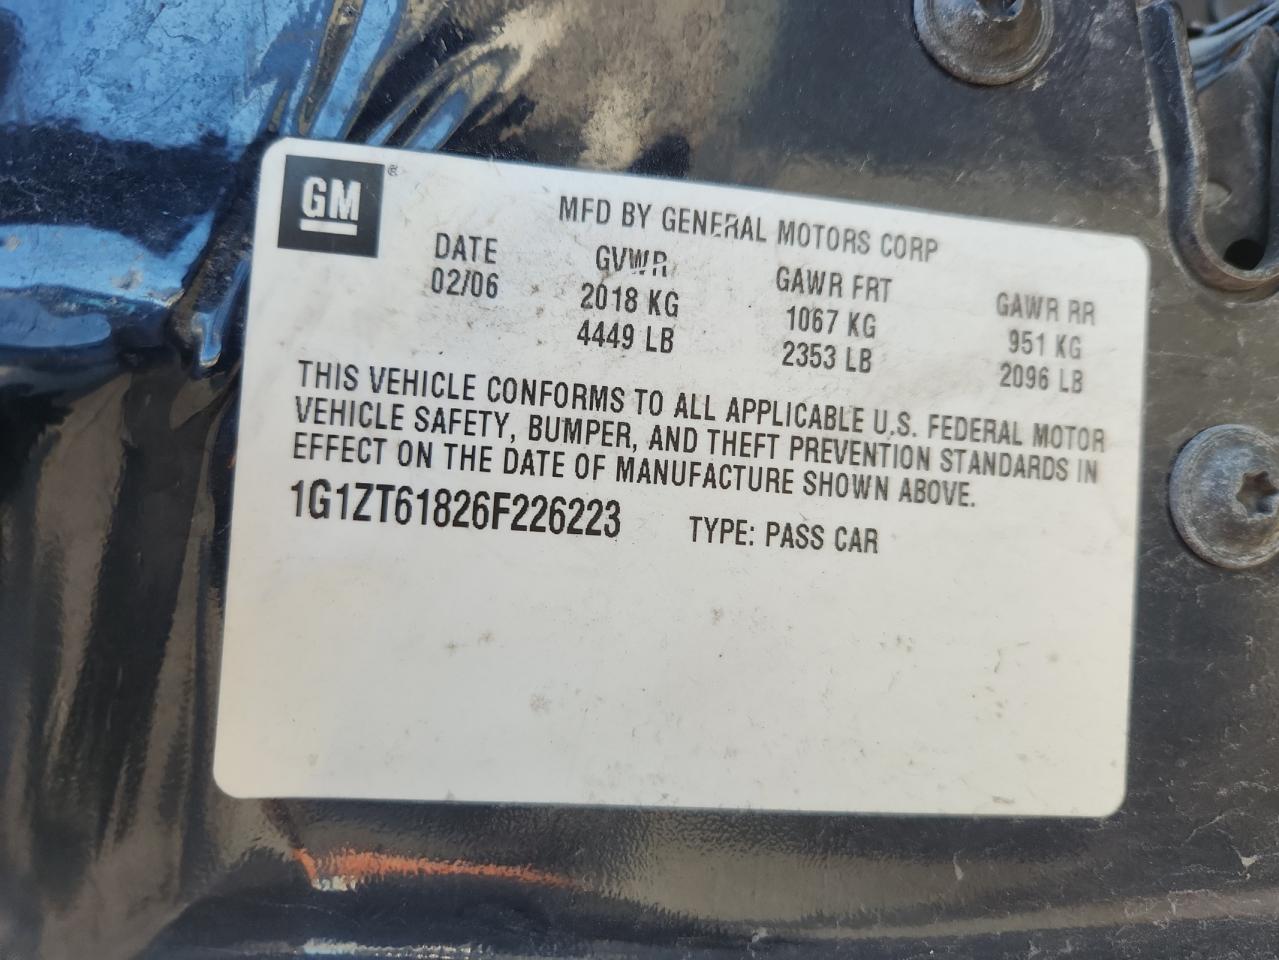 GM®
MFD BY GENERAL MOTORS CORP
DATE GVWR GAWR FRT GAWR RR
02/06 2018 KG 1067 KG 951 KG
4449 LB 2353 LB 2096 LB
THIS VEHICLE CONFORMS TO ALL APPLICABLE U.S. FEDERAL MOTOR
VEHICLE SAFETY, BUMPER, AND THEFT PREVENTION STANDARDS IN
EFFECT ON THE DATE OF MANUFACTURE SHOWN ABOVE.
1G1ZT61826F226223 TYPE: PASS CAR